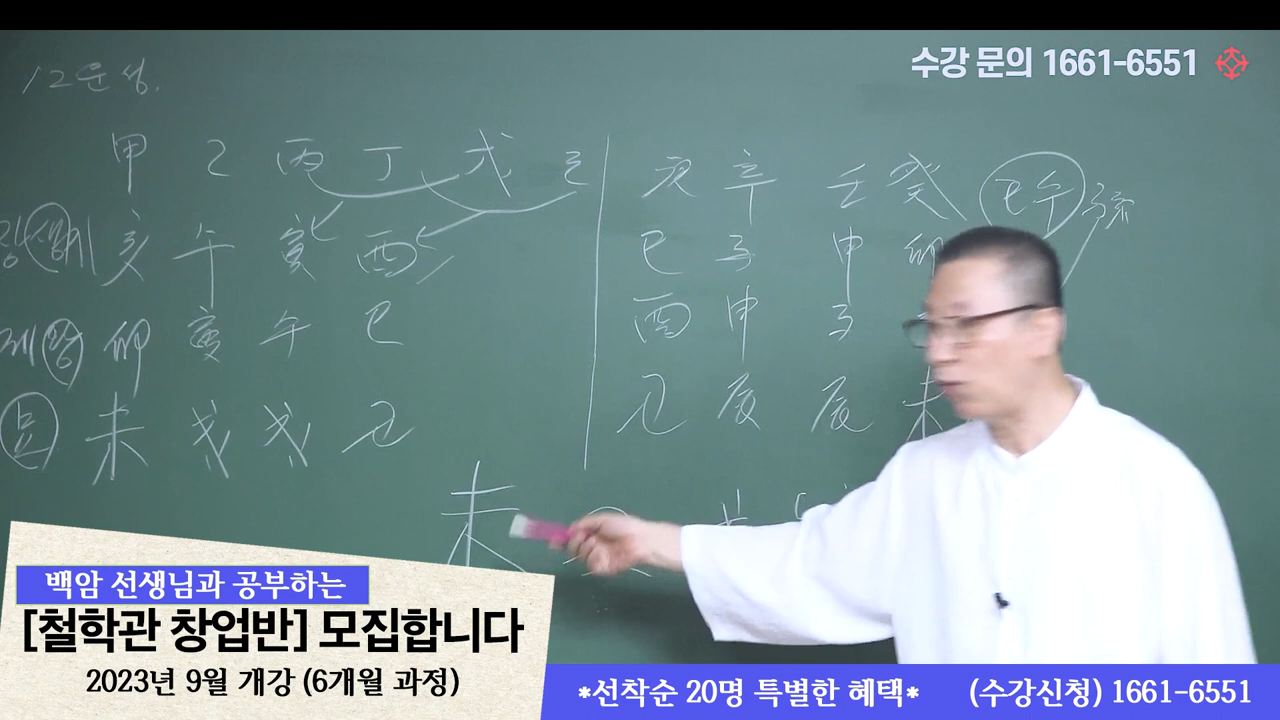 수강 문의 1661-6551
12운성.
甲 乙 丙 丁 戊 己 庚 辛 壬 癸
亥 午 寅 酉 巳 子 申 卯
卯 寅 午 巳 酉 申 子
未 戌 戌 丑 丑 辰 辰 未
未
백암 선생님과 공부하는
[철학관 창업반] 모집합니다
2023년 9월 개강 (6개월 과정)
*선착순 20명 특별한 혜택* (수강신청) 1661-6551